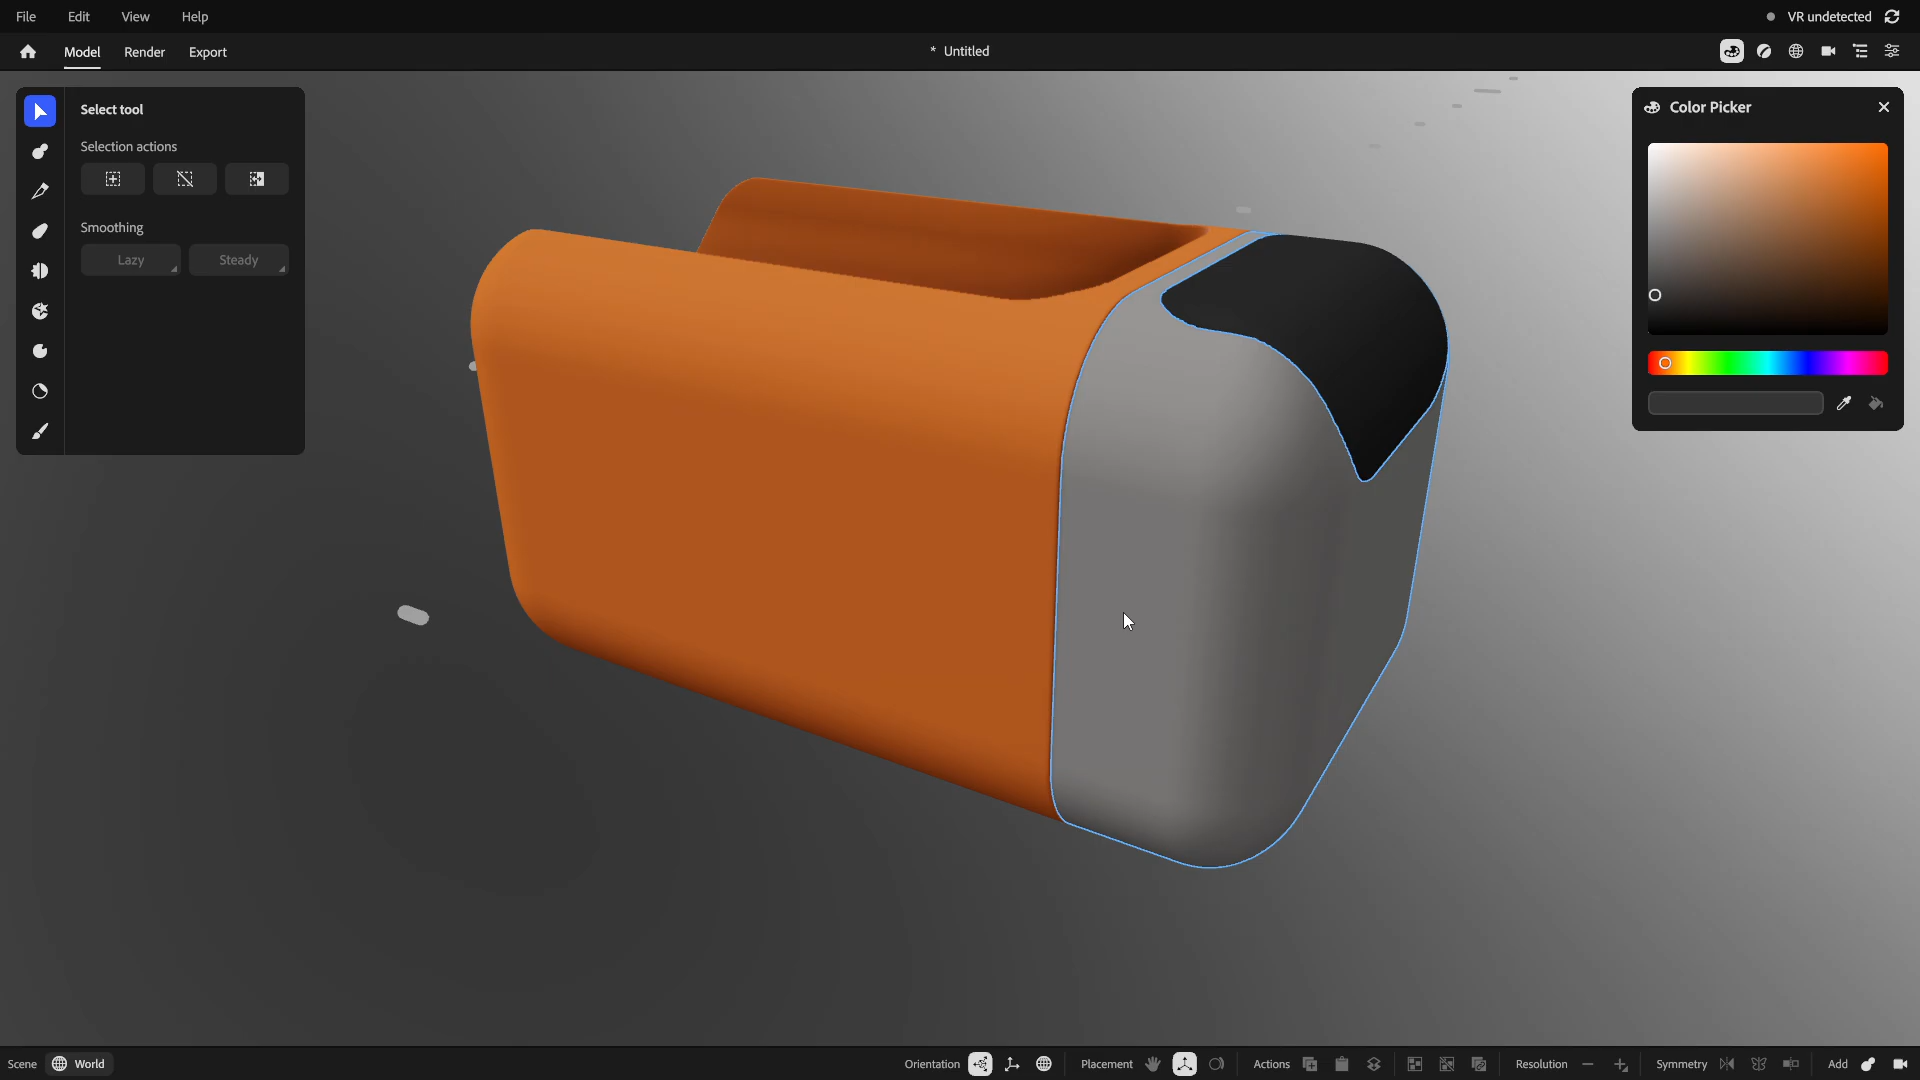 File Edit View Help
VR undetected
Model Render Export
* Untitled
Select tool
Selection actions
Smoothing
Lazy Steady
Color Picker
Scene World
Orientation Placement Actions Resolution Symmetry Add